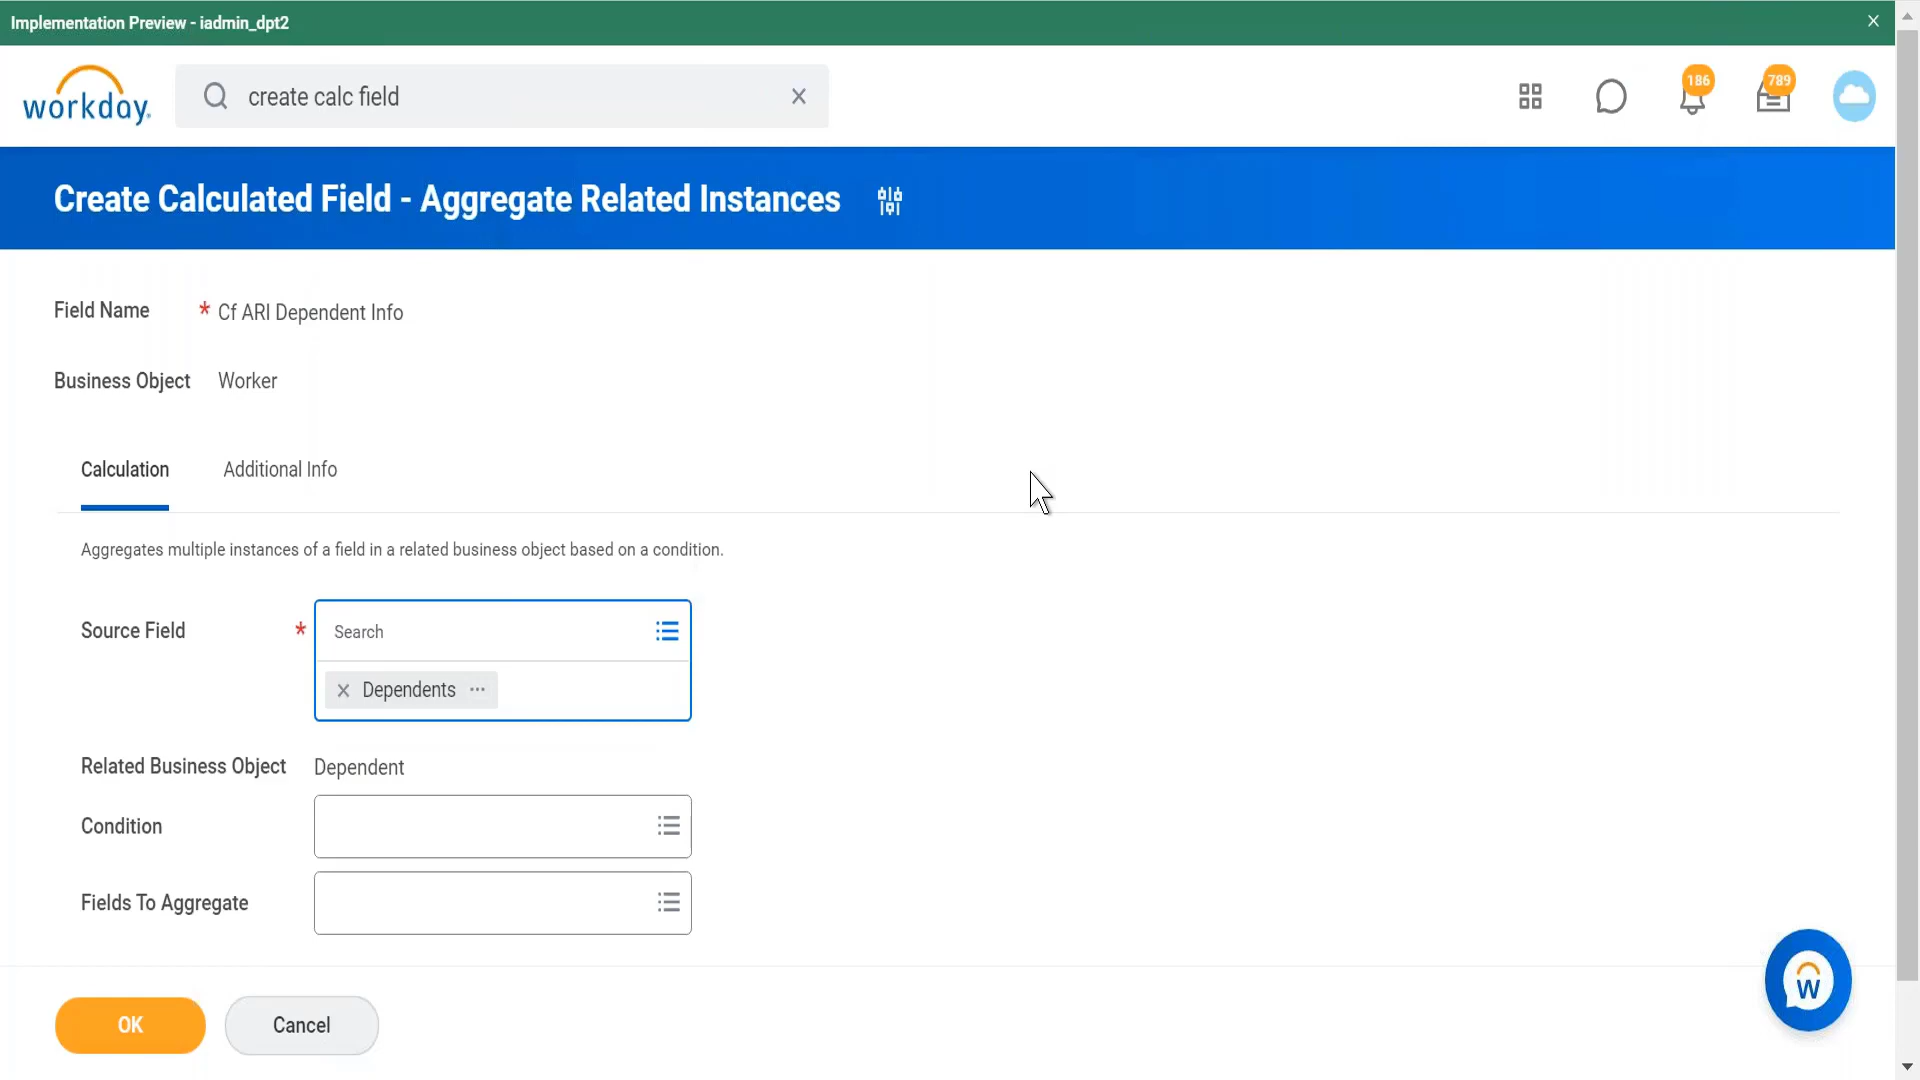 Implementation Preview - iadmin_dpt2
workday.
create calc field
186
789
Create Calculated Field - Aggregate Related Instances
Field Name * Cf ARI Dependent Info
Business Object Worker
Calculation Additional Info
Aggregates multiple instances of a field in a related business object based on a condition.
Source Field * Search
Dependents ...
Related Business Object Dependent
Condition
Fields To Aggregate
W
OK Cancel